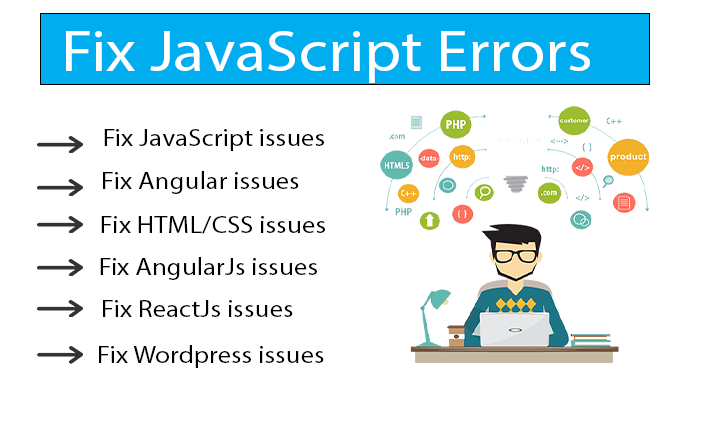 Fix JavaScript Errors
Fix JavaScript issues
Fix Angular issues
Fix HTML/CSS issues
Fix AngularJs issues
Fix ReactJs issues
Fix Wordpress issues
PHP
customer
C++
.com
<···>
{ }
HTML5
data
http:
product
http:
</>
C++
.com
</>
PHP
{ }